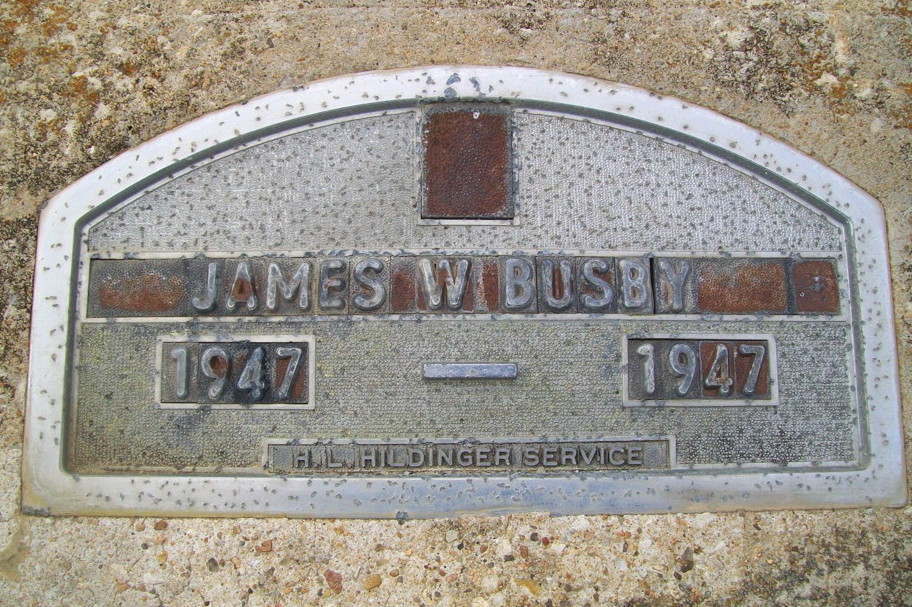 JAMES W BUSBY
1947 — 1947
H. L. HILDINGER SERVICE